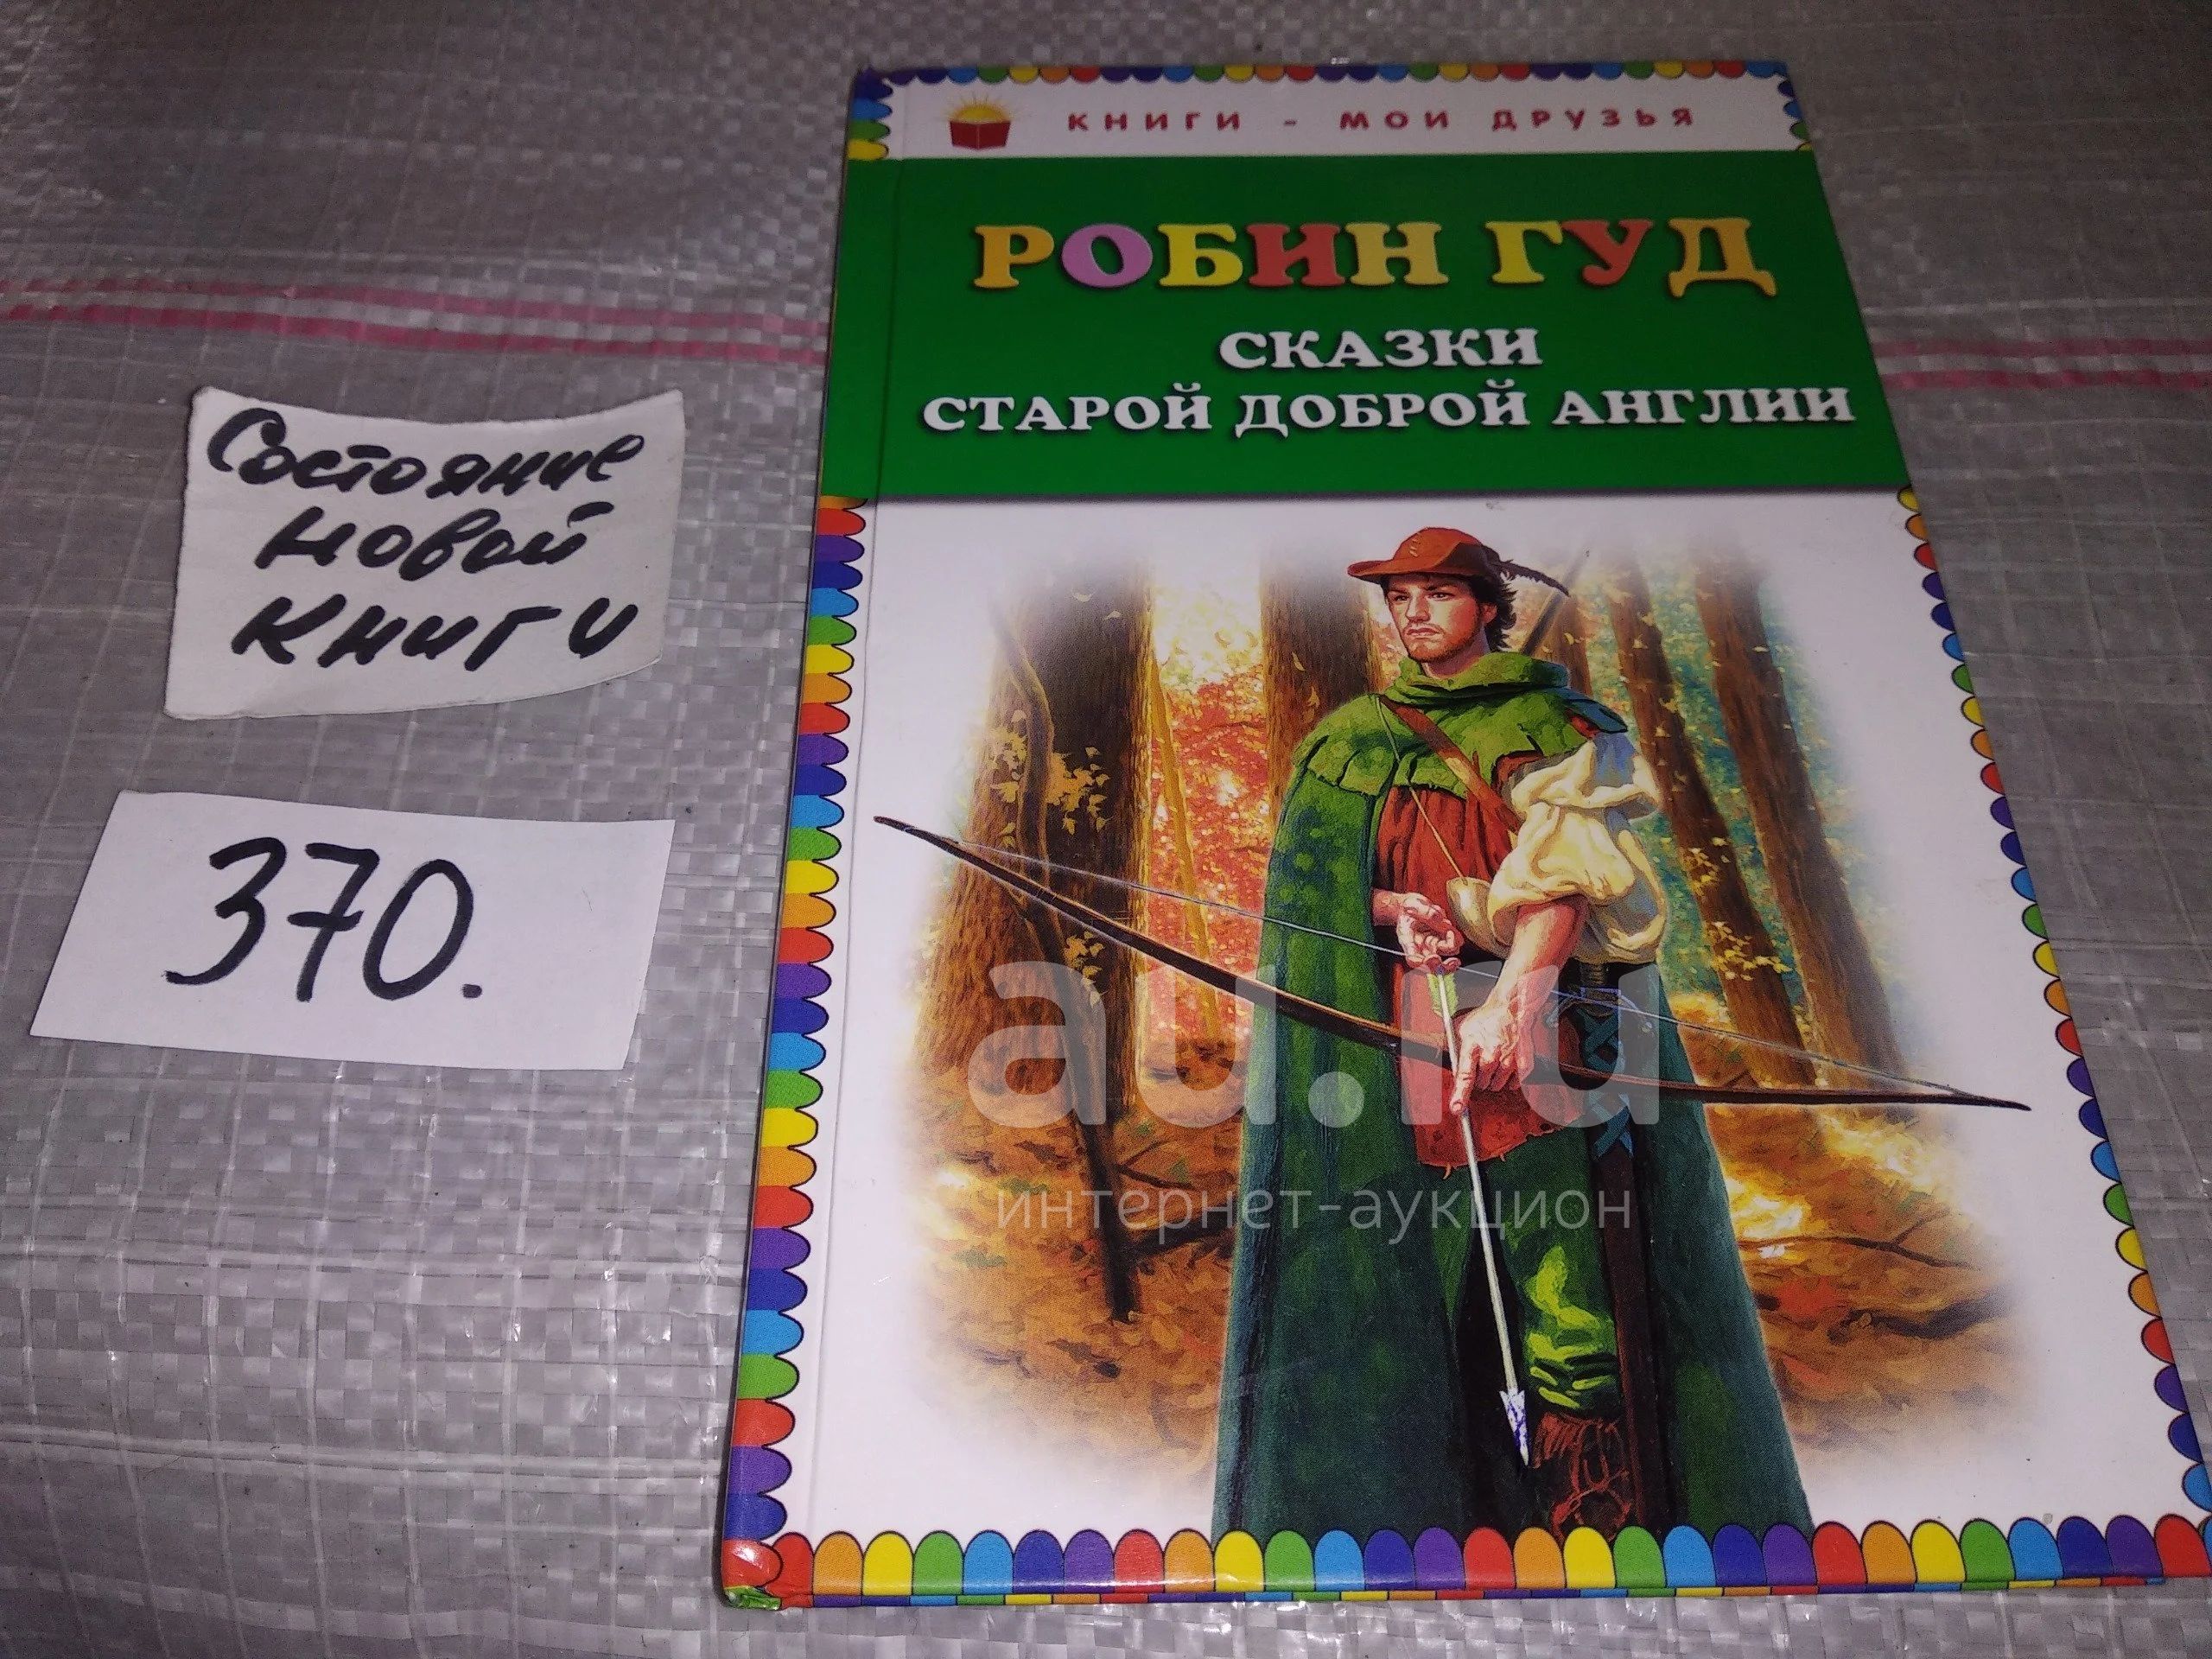 КНИГИ - МОИ ДРУЗЬЯ
РОБИН ГУД
СКАЗКИ
СТАРОЙ ДОБРОЙ АНГЛИИ
Состояние
новой
книги
370.
au.ru
интернет-аукцион